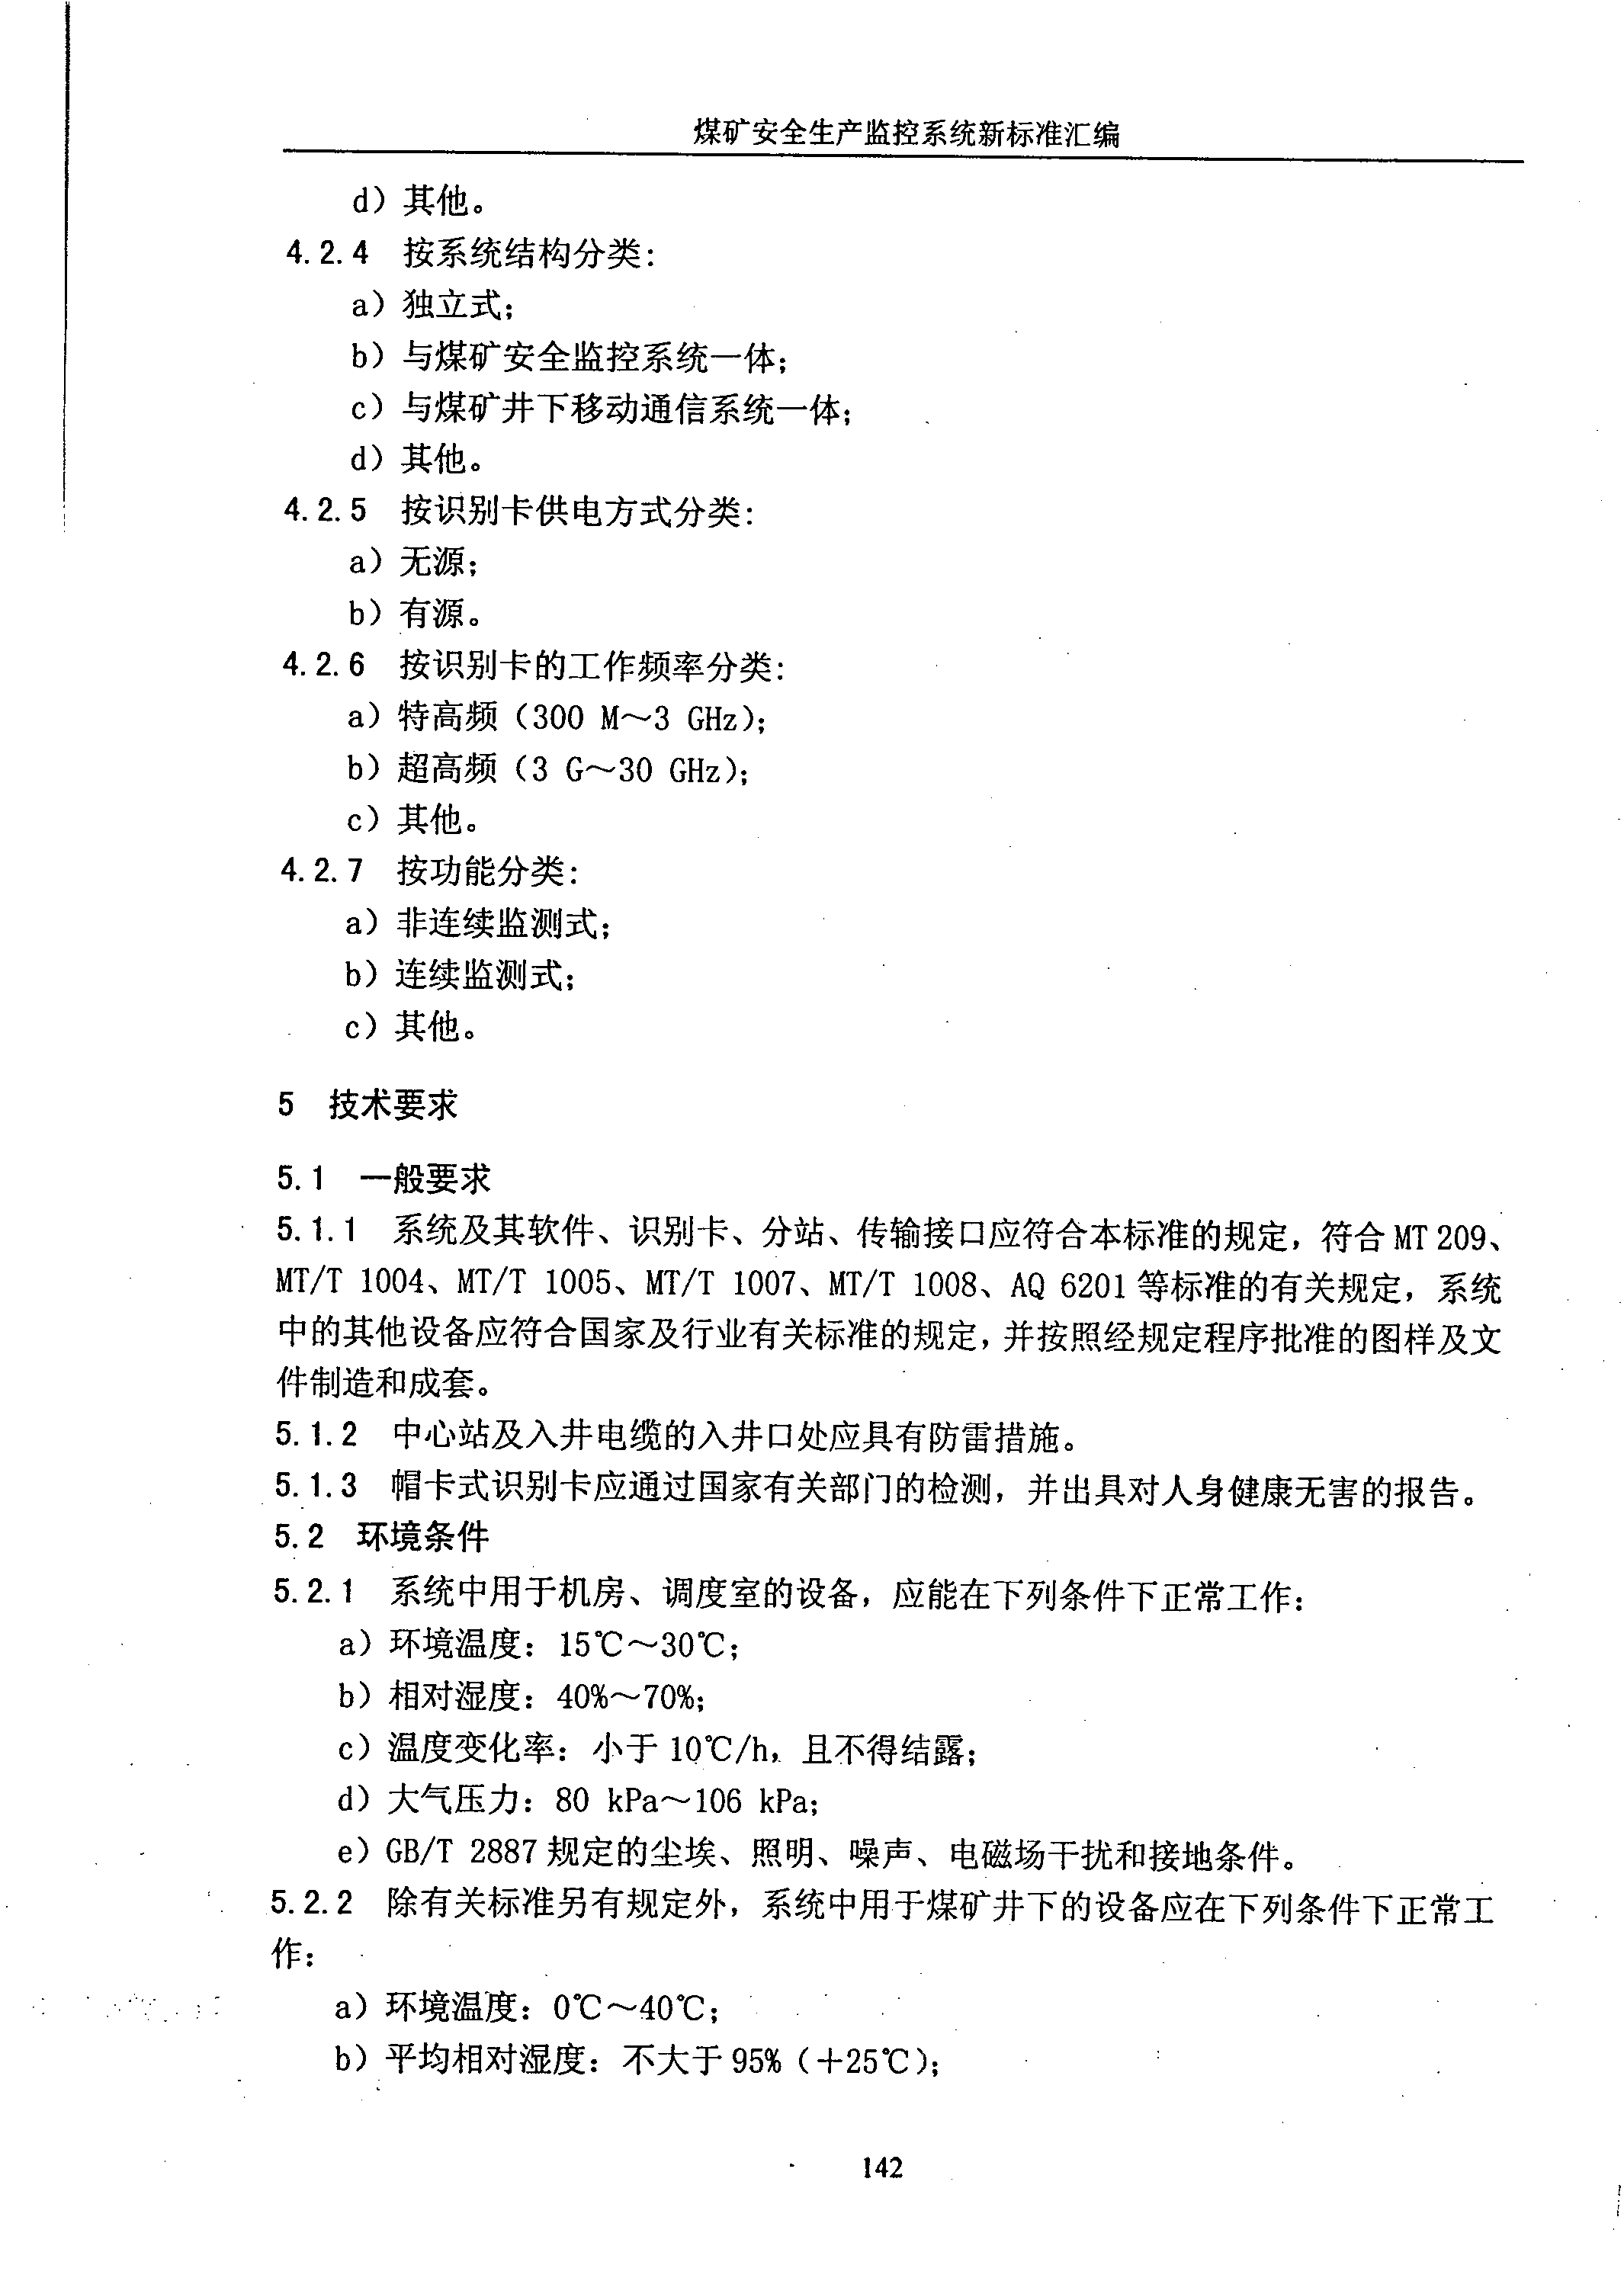 煤矿安全生产监控系统新标准汇编
d）其他。
4.2.4 按系统结构分类：
a）独立式；
b）与煤矿安全监控系统一体；
c）与煤矿井下移动通信系统一体；
d）其他。
4.2.5 按识别卡供电方式分类：
a）无源；
b）有源。
4.2.6 按识别卡的工作频率分类：
a）特高频（300 M～3 GHz）；
b）超高频（3 G～30 GHz）；
c）其他。
4.2.7 按功能分类：
a）非连续监测式；
b）连续监测式；
c）其他。
5 技术要求
5.1 一般要求
5.1.1 系统及其软件、识别卡、分站、传输接口应符合本标准的规定，符合 MT 209、
MT/T 1004、MT/T 1005、MT/T 1007、MT/T 1008、AQ 6201 等标准的有关规定，系统
中的其他设备应符合国家及行业有关标准的规定，并按照经规定程序批准的图样及文
件制造和成套。
5.1.2 中心站及入井电缆的入井口处应具有防雷措施。
5.1.3 帽卡式识别卡应通过国家有关部门的检测，并出具对人身健康无害的报告。
5.2 环境条件
5.2.1 系统中用于机房、调度室的设备，应能在下列条件下正常工作：
a）环境温度：15℃～30℃；
b）相对湿度：40%～70%；
c）温度变化率：小于 10℃/h，且不得结露；
d）大气压力：80 kPa～106 kPa；
e）GB/T 2887 规定的尘埃、照明、噪声、电磁场干扰和接地条件。
5.2.2 除有关标准另有规定外，系统中用于煤矿井下的设备应在下列条件下正常工
作：
a）环境温度：0℃～40℃；
b）平均相对湿度：不大于 95%（＋25℃）；
142